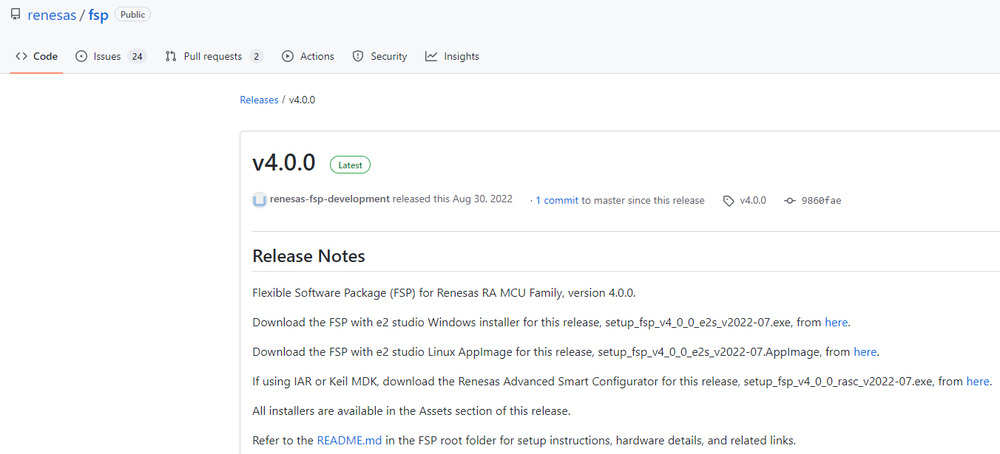 renesas / fsp Public
Code Issues 24 Pull requests 2 Actions Security Insights
Releases / v4.0.0
v4.0.0 Latest
renesas-fsp-development released this Aug 30, 2022 · 1 commit to master since this release v4.0.0 9860fae
Release Notes
Flexible Software Package (FSP) for Renesas RA MCU Family, version 4.0.0.
Download the FSP with e2 studio Windows installer for this release, setup_fsp_v4_0_0_e2s_v2022-07.exe, from here.
Download the FSP with e2 studio Linux AppImage for this release, setup_fsp_v4_0_0_e2s_v2022-07.AppImage, from here.
If using IAR or Keil MDK, download the Renesas Advanced Smart Configurator for this release, setup_fsp_v4_0_0_rasc_v2022-07.exe, from here.
All installers are available in the Assets section of this release.
Refer to the README.md in the FSP root folder for setup instructions, hardware details, and related links.